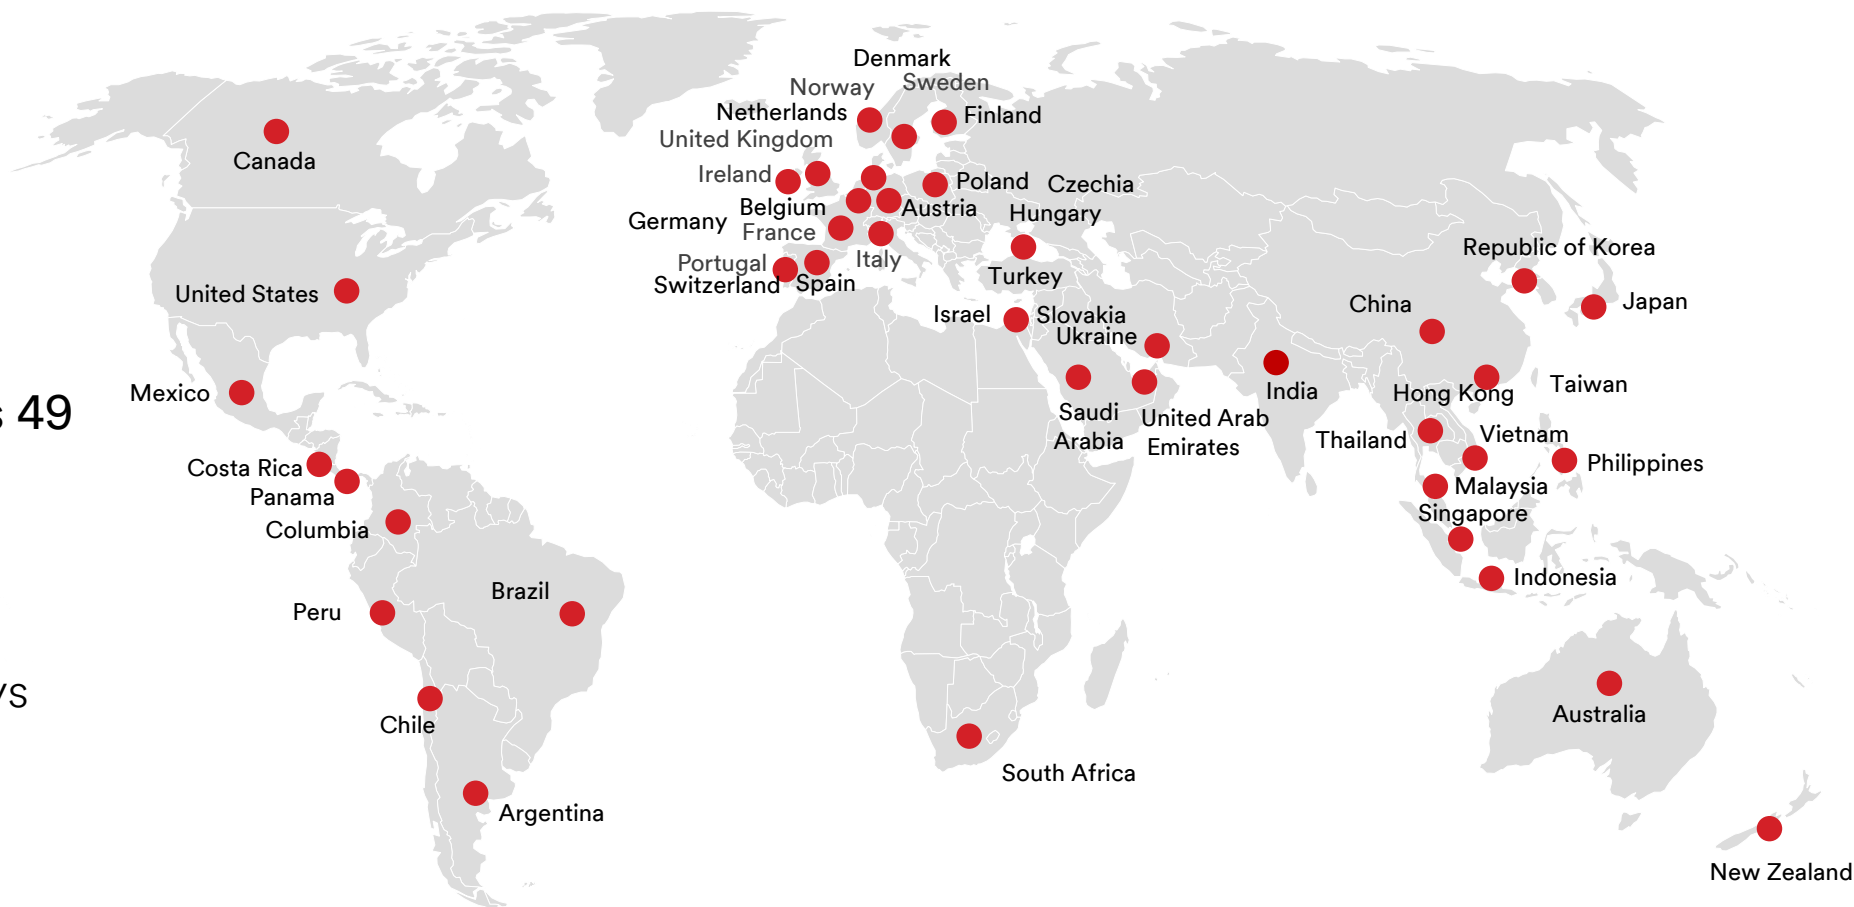 Denmark
Norway
Sweden
Netherlands
Finland
United Kingdom
Canada
Ireland
Poland
Czechia
Belgium
Austria
Hungary
Germany
France
Republic of Korea
Portugal
Italy
Switzerland
Spain
Turkey
United States
China
Japan
Israel
Slovakia
Ukraine
Mexico
India
Hong Kong
Taiwan
s 49
Saudi
Arabia
United Arab
Emirates
Thailand
Vietnam
Costa Rica
Philippines
Panama
Malaysia
Singapore
Columbia
Indonesia
Brazil
Peru
/S
Chile
Australia
South Africa
Argentina
New Zealand